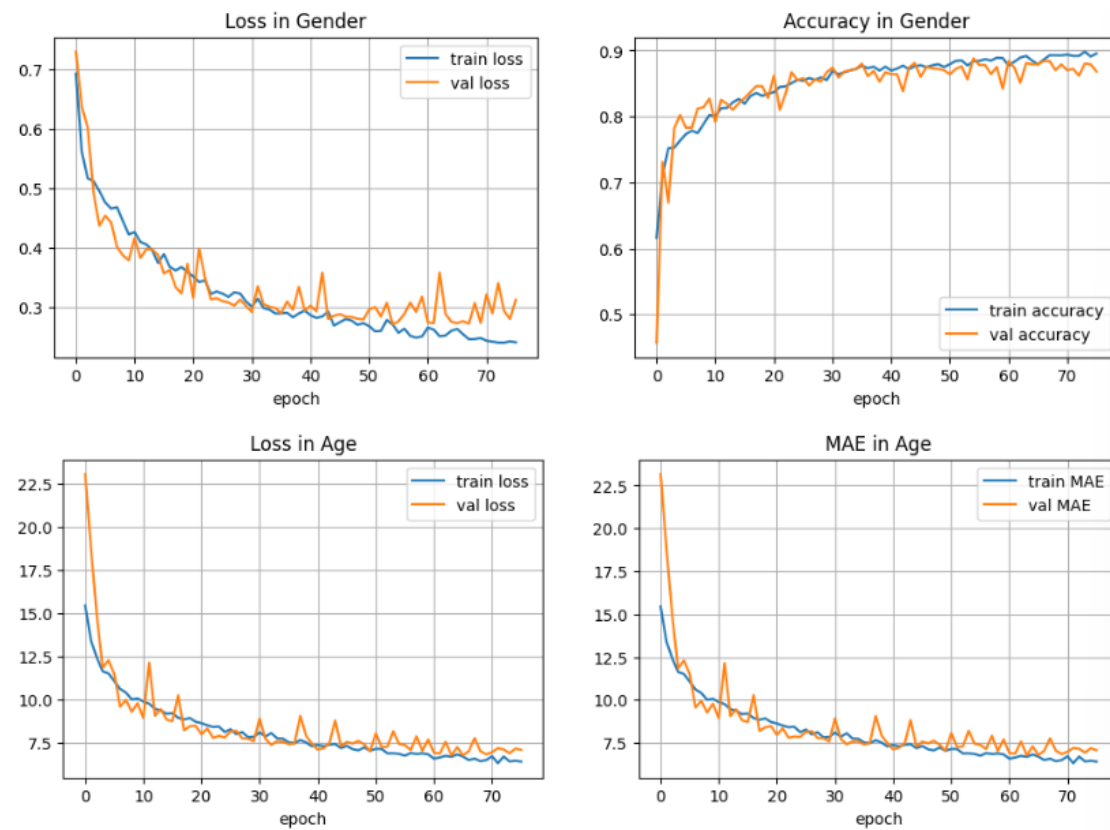 Loss in Gender
0.7
0.6
0.5
0.4
0.3
train loss
val loss
0 10 20 30 40 50 60 70
epoch
Accuracy in Gender
0.9
0.8
0.7
0.6
0.5
train accuracy
val accuracy
0 10 20 30 40 50 60 70
epoch
Loss in Age
22.5
20.0
17.5
15.0
12.5
10.0
7.5
train loss
val loss
0 10 20 30 40 50 60 70
epoch
MAE in Age
22.5
20.0
17.5
15.0
12.5
10.0
7.5
train MAE
val MAE
0 10 20 30 40 50 60 70
epoch